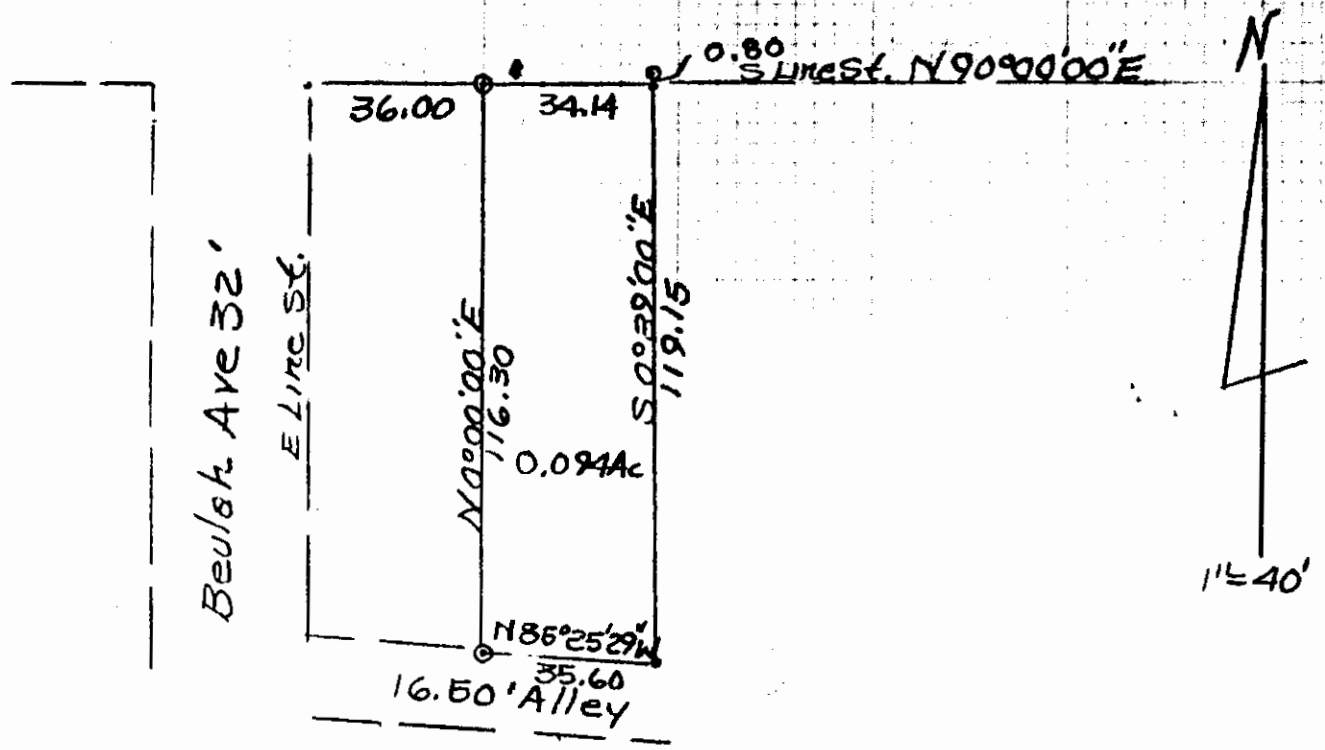 0.80
S Line St. N90°00'00"E
N
36.00
34.14
Beulah Ave 32'
E Line St.
N0°00'00"E
116.30
S0°39'00"E
119.15
0.094Ac
1"=40'
N86°25'29"W
35.60
16.50' Alley